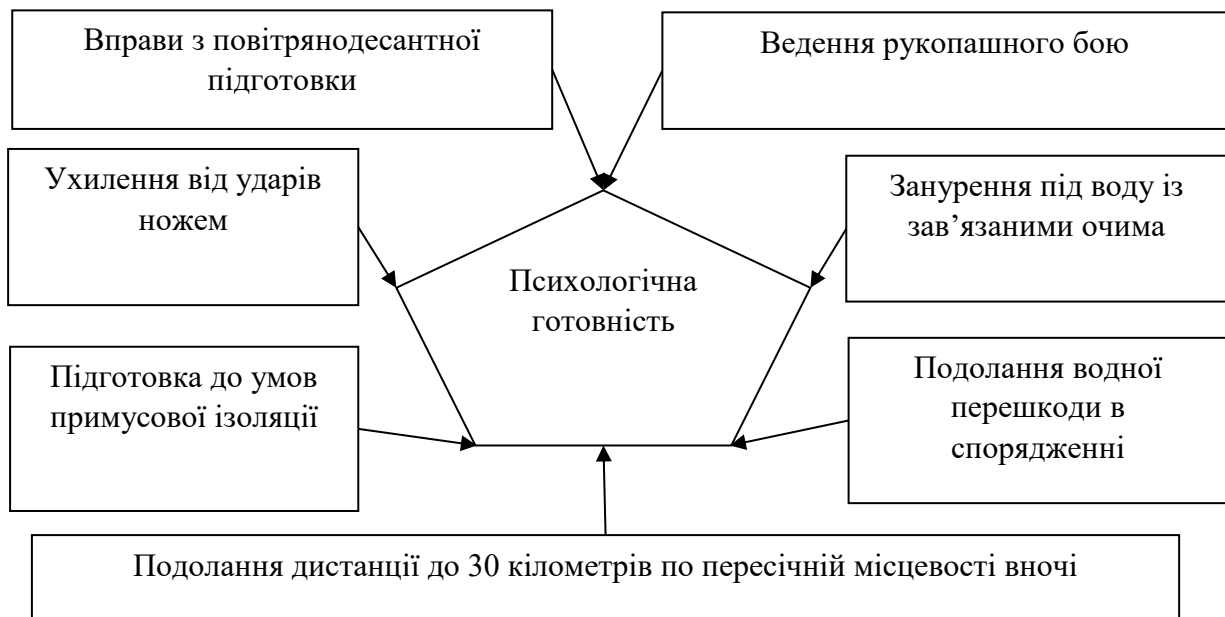 Вправи з повітрянодесантної
підготовки
Ведення рукопашного бою
Ухилення від ударів
ножем
Занурення під воду із
зав’язаними очима
Психологічна
готовність
Підготовка до умов
примусової ізоляції
Подолання водної
перешкоди в
спорядженні
Подолання дистанції до 30 кілометрів по пересічній місцевості вночі